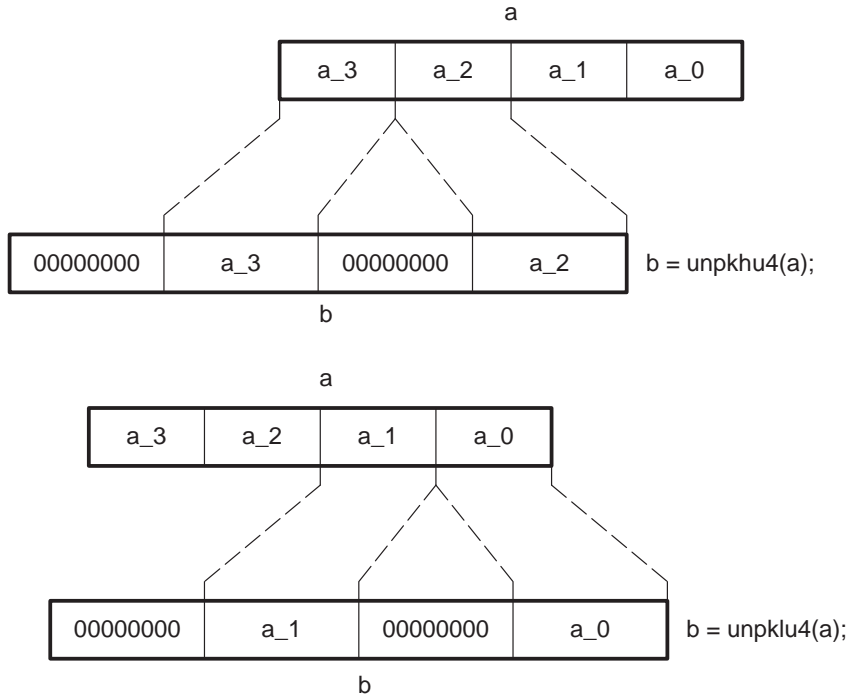 a
a_3 a_2 a_1 a_0
00000000 a_3 00000000 a_2 b = unpkhu4(a);
b
a
a_3 a_2 a_1 a_0
00000000 a_1 00000000 a_0 b = unpklu4(a);
b